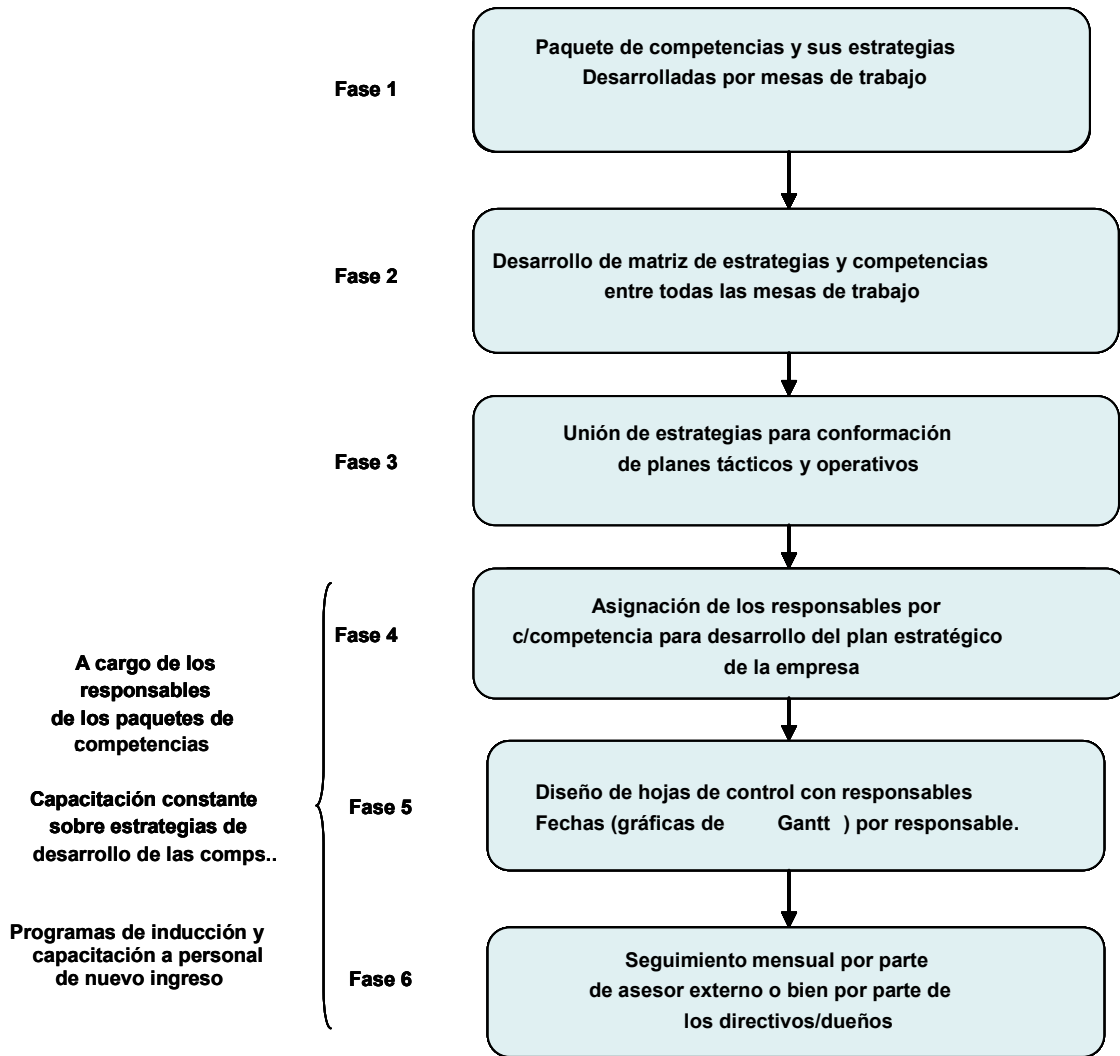 Fase 1
Paquete de competencias y sus estrategias
Desarrolladas por mesas de trabajo
Fase 2
Desarrollo de matriz de estrategias y competencias
entre todas las mesas de trabajo
Fase 3
Unión de estrategias para conformación
de planes tácticos y operativos
A cargo de los
responsables
de los paquetes de
competencias
Capacitación constante
sobre estrategias de
desarrollo de las comps..
Programas de inducción y
capacitación a personal
de nuevo ingreso
Fase 4
Asignación de los responsables por
c/competencia para desarrollo del plan estratégico
de la empresa
Fase 5
Diseño de hojas de control con responsables
Fechas (gráficas de Gantt ) por responsable.
Fase 6
Seguimiento mensual por parte
de asesor externo o bien por parte de
los directivos/dueños